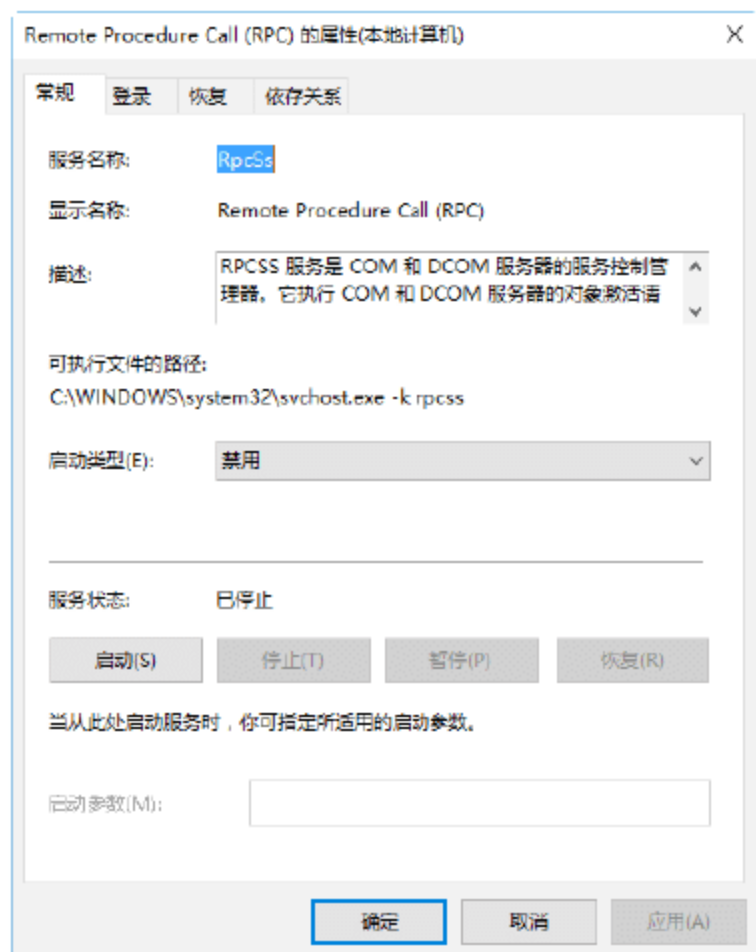 Remote Procedure Call (RPC) 的属性(本地计算机)
常规 登录 恢复 依存关系
服务名称: RpcSs
显示名称: Remote Procedure Call (RPC)
描述: RPCSS 服务是 COM 和 DCOM 服务器的服务控制管
理器。它执行 COM 和 DCOM 服务器的对象激活请
可执行文件的路径:
C:\WINDOWS\system32\svchost.exe -k rpcss
启动类型(E): 禁用
服务状态: 已停止
启动(S) 停止(T) 暂停(P) 恢复(R)
当从此处启动服务时，你可指定所适用的启动参数。
启动参数(M):
确定 取消 应用(A)